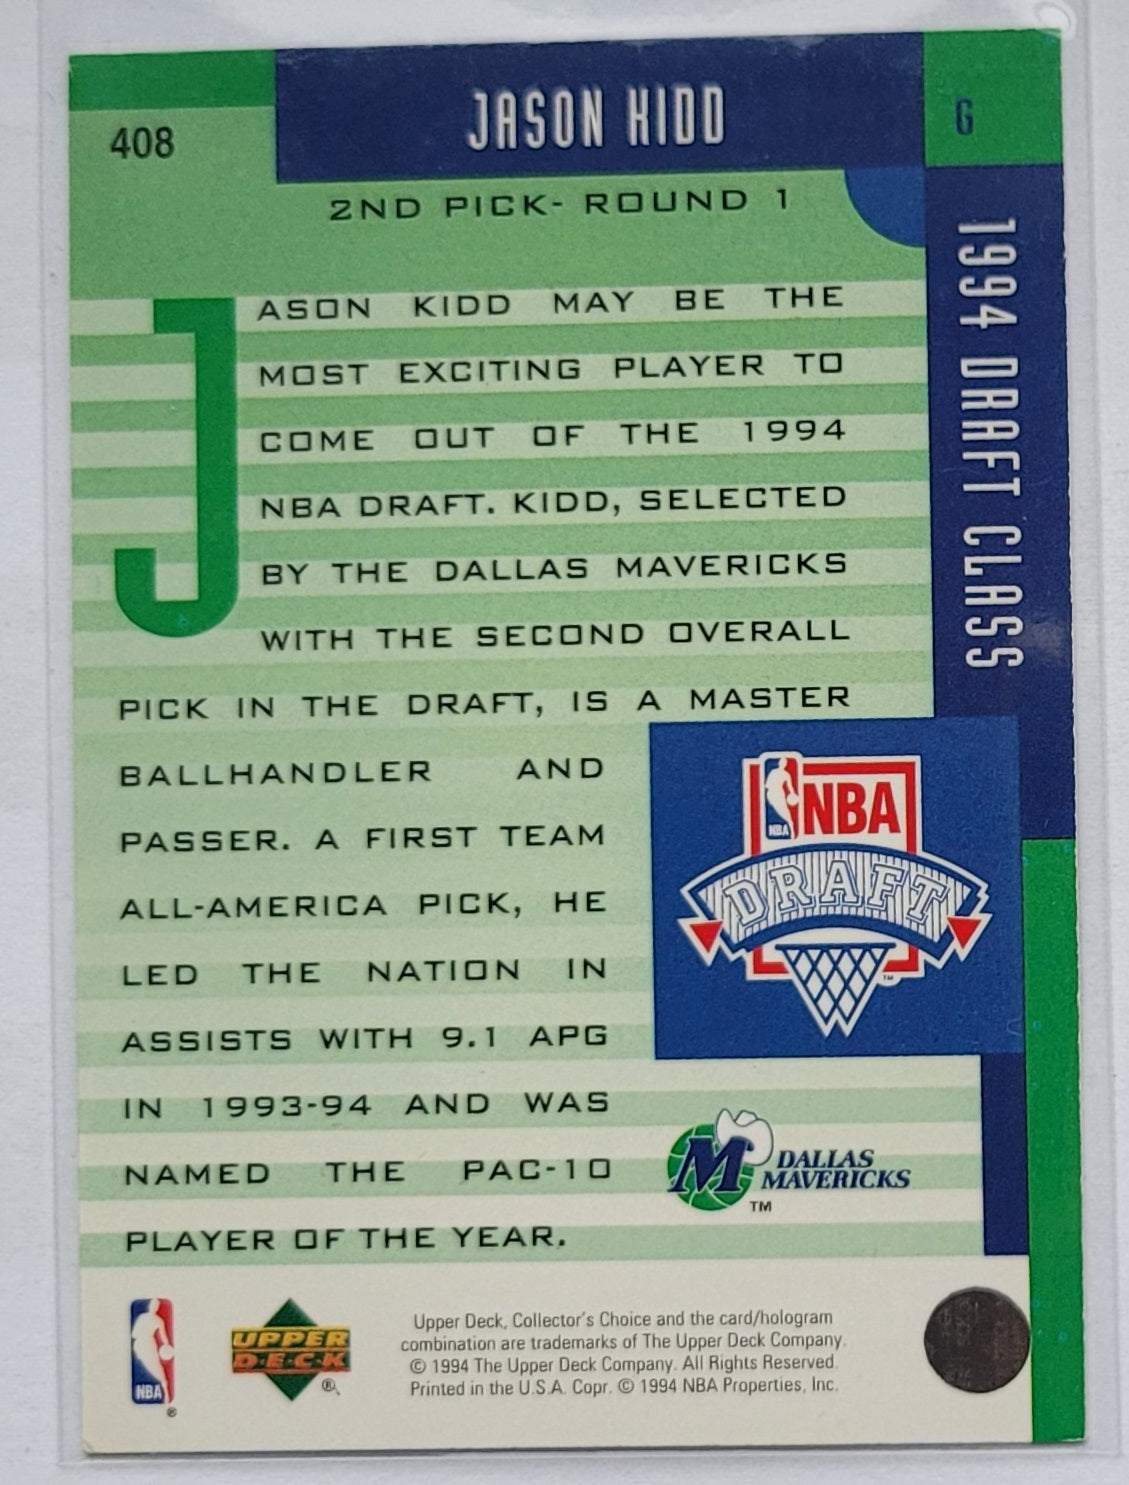 408
JASON KIDD
G
2ND PICK- ROUND 1
1994 DRAFT CLASS
JASON KIDD MAY BE THE
MOST EXCITING PLAYER TO
COME OUT OF THE 1994
NBA DRAFT. KIDD, SELECTED
BY THE DALLAS MAVERICKS
WITH THE SECOND OVERALL
PICK IN THE DRAFT, IS A MASTER
BALLHANDLER AND
PASSER. A FIRST TEAM
ALL-AMERICA PICK, HE
LED THE NATION IN
ASSISTS WITH 9.1 APG
IN 1993-94 AND WAS
NAMED THE PAC-10
PLAYER OF THE YEAR.
NBA
NBA
DRAFT
TM
M
DALLAS
MAVERICKS
TM
NBA
®
UPPER
DECK
®
Upper Deck, Collector's Choice and the card/hologram
combination are trademarks of The Upper Deck Company.
© 1994 The Upper Deck Company. All Rights Reserved.
Printed in the U.S.A. Copr. © 1994 NBA Properties, Inc.